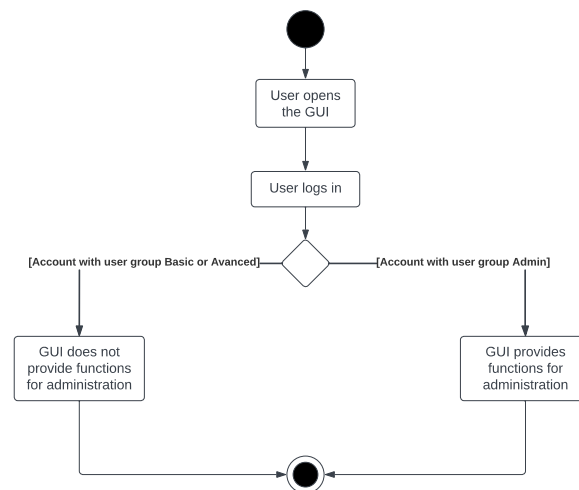 User opens
the GUI
User logs in
[Account with user group Basic or Avanced]
[Account with user group Admin]
GUI does not
provide functions
for administration
GUI provides
functions for
administration